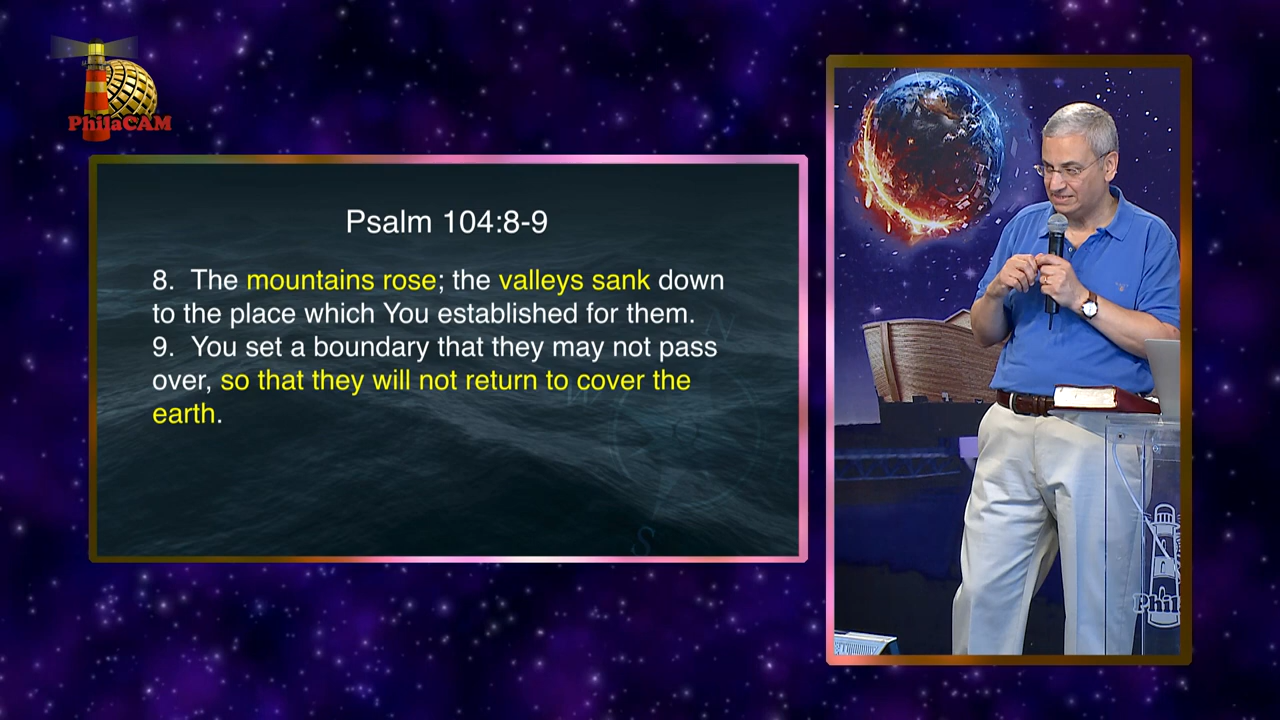 PhilaCAM
Psalm 104:8-9
8. The mountains rose; the valleys sank down
to the place which You established for them.
9. You set a boundary that they may not pass
over, so that they will not return to cover the
earth.
N
W
S
Phil